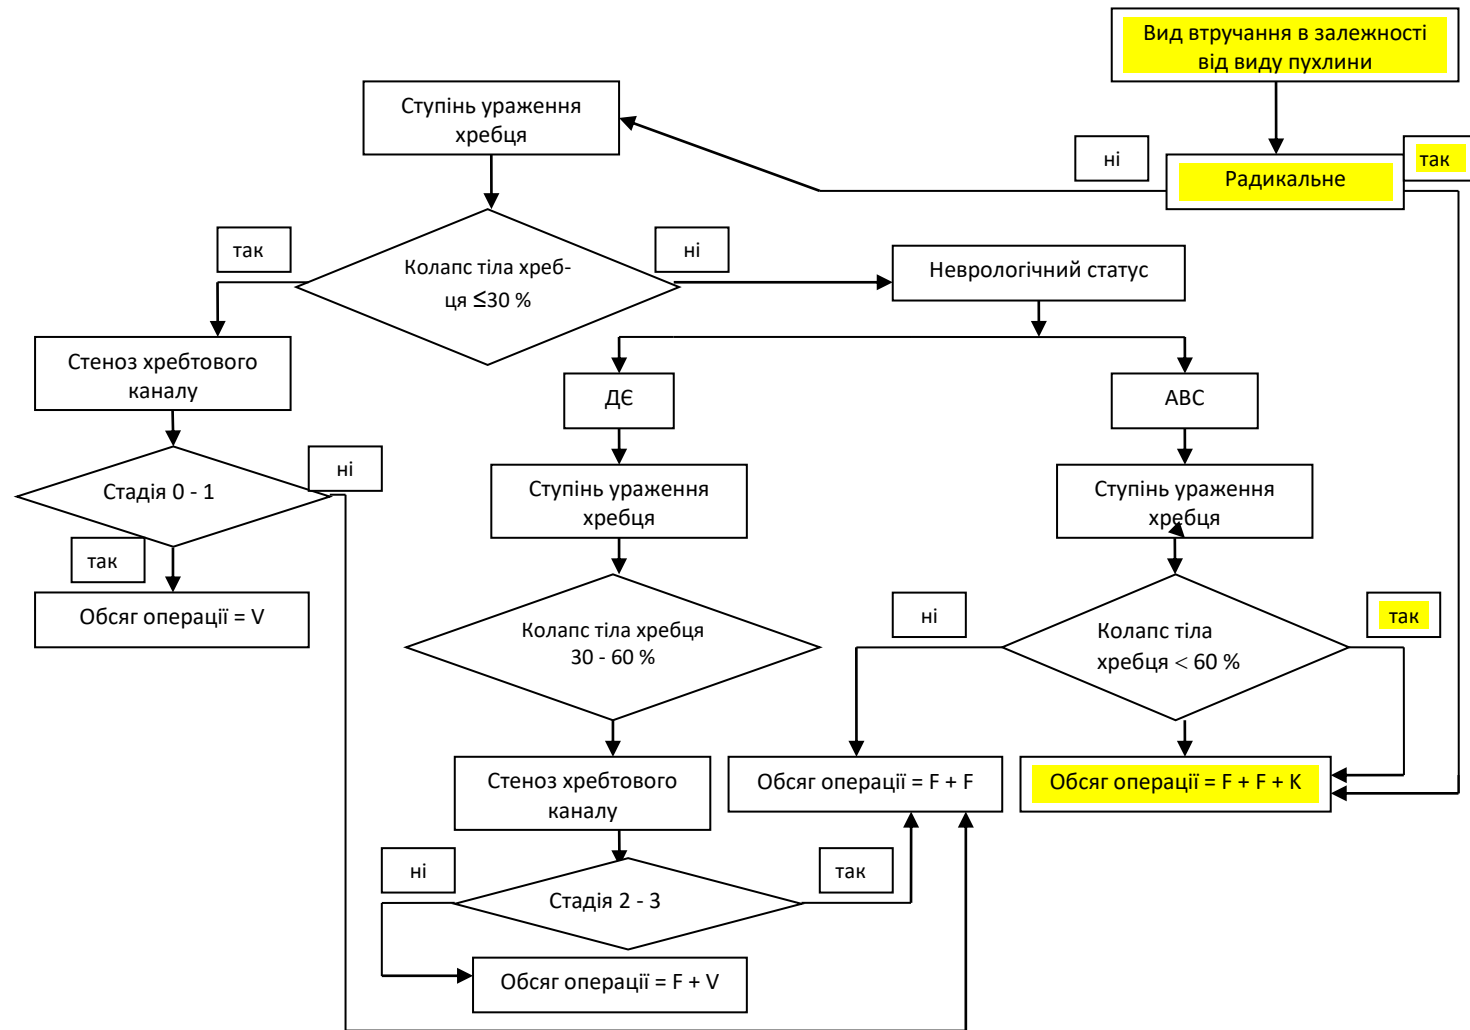 Вид втручання в залежності
від виду пухлини
Ступінь ураження
хребця
ні
так
Радикальне
так
ні
Колапс тіла хреб-
ця ≤30 %
Неврологічний статус
Стеноз хребтового
каналу
ДЄ
АВС
ні
Стадія 0 - 1
Ступінь ураження
хребця
Ступінь ураження
хребця
так
Обсяг операції = V
ні
так
Колапс тіла хребця
30 - 60 %
Колапс тіла
хребця < 60 %
Стеноз хребтового
каналу
Обсяг операції = F + F
Обсяг операції = F + F + K
ні
так
Стадія 2 - 3
Обсяг операції = F + V